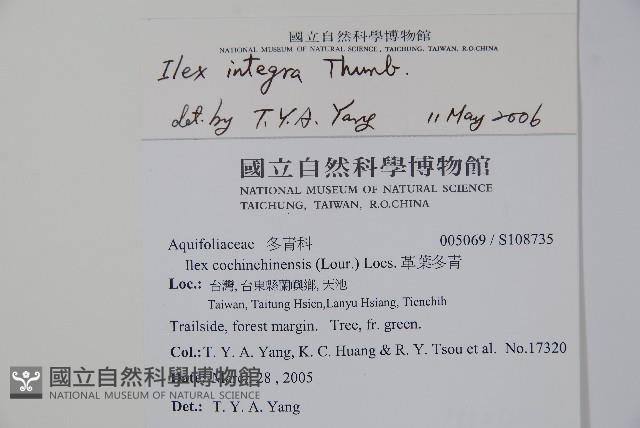 國立自然科學博物館
NATIONAL MUSEUM OF NATURAL SCIENCE, TAICHUNG, TAIWAN, R.O.CHINA
Ilex integra Thunb.
det. by T.Y.A. Yang 11 May 2006
國立自然科學博物館
NATIONAL MUSEUM OF NATURAL SCIENCE
TAICHUNG, TAIWAN, R.O.CHINA
Aquifoliaceae 冬青科 005069 / S108735
Ilex cochinchinensis (Lour.) Loes. 革葉冬青
Loc.: 台灣, 台東縣蘭嶼鄉, 天池
Taiwan, Taitung Hsien,Lanyu Hsiang, Tienchih
Trailside, forest margin. Tree, fr. green.
Col.: T. Y. A. Yang, K. C. Huang & R. Y. Tsou et al. No.17320
Date: March 28 , 2005
Det.: T. Y. A. Yang
國立自然科學博物館
NATIONAL MUSEUM OF NATURAL SCIENCE